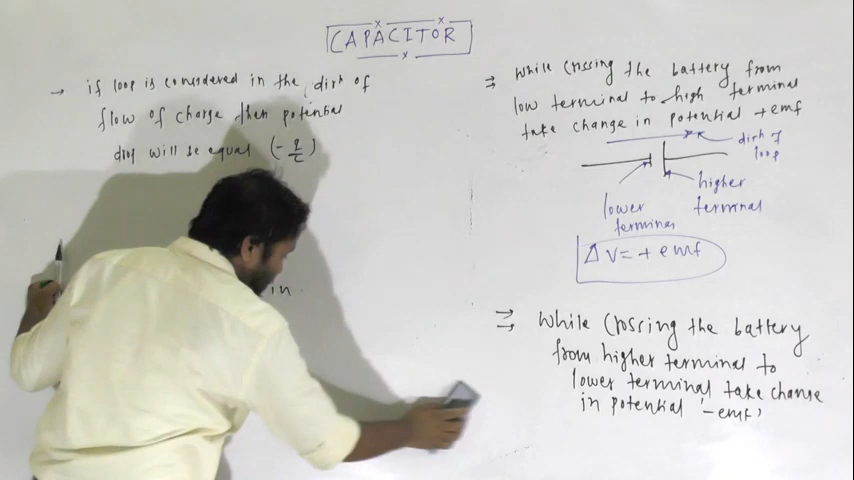 CAPACITOR
→ if loop is considered in the dirn of
flow of charge then potential
drop will be equal (-q/c)
in
⇒ While crossing the battery from
low terminal to high terminal
take change in potential +emf
dirn of
loop
higher
terminal
lower
terminal
ΔV = + emf
⇒ While crossing the battery
from higher terminal to
lower terminal take change
in potential '-emf'